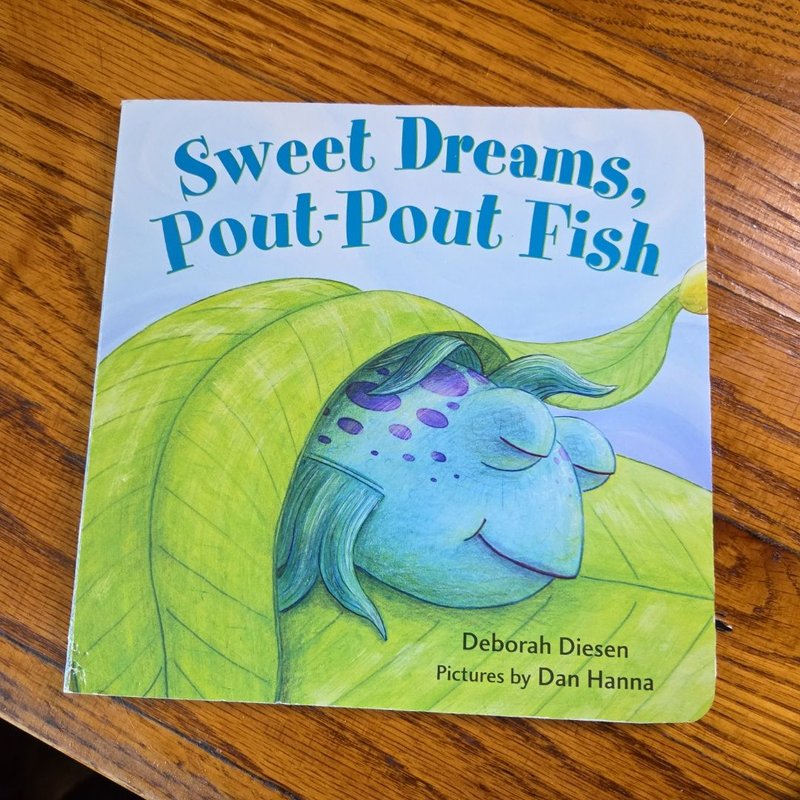 Sweet Dreams,
Pout-Pout Fish
Deborah Diesen
Pictures by Dan Hanna